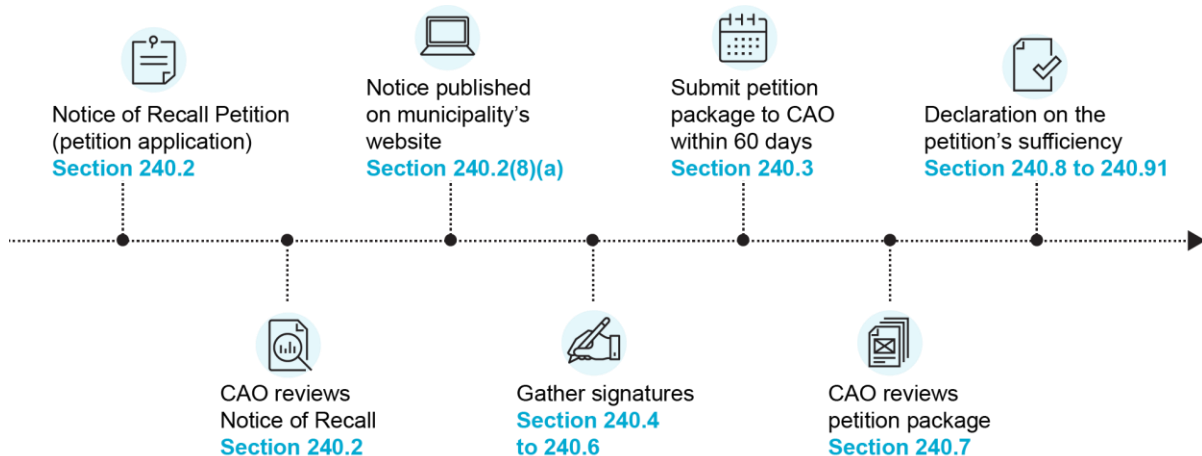 Notice of Recall Petition
(petition application)
Section 240.2
CAO reviews
Notice of Recall
Section 240.2
Notice published
on municipality's
website
Section 240.2(8)(a)
Gather signatures
Section 240.4
to 240.6
Submit petition
package to CAO
within 60 days
Section 240.3
CAO reviews
petition package
Section 240.7
Declaration on the
petition's sufficiency
Section 240.8 to 240.91